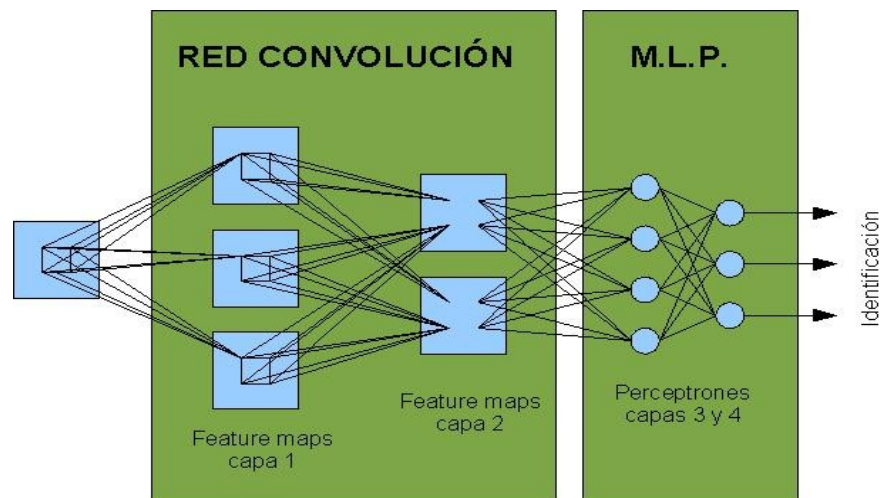 RED CONVOLUCIÓN
M.L.P.
Feature maps
capa 1
Feature maps
capa 2
Perceptrones
capas 3 y 4
Identificación